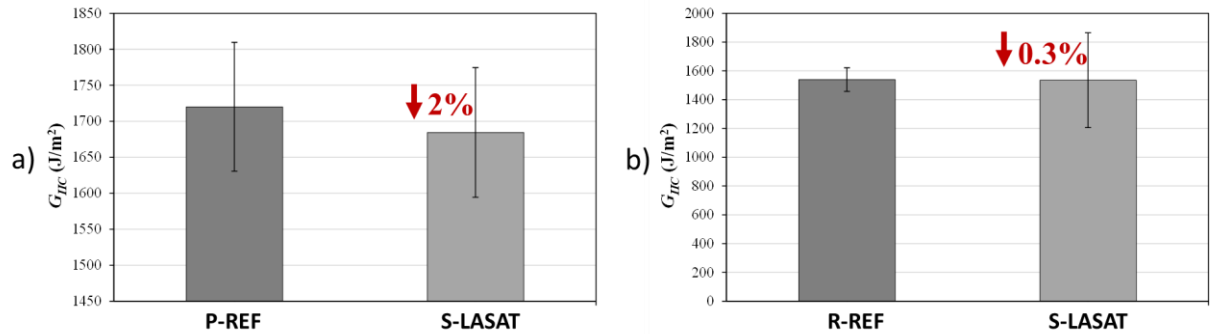 a)
G_IIC (J/m²)
1850
1800
1750
1700
1650
1600
1550
1500
1450
↓ 2%
P-REF
S-LASAT
b)
G_IIC (J/m²)
2000
1800
1600
1400
1200
1000
800
600
400
200
0
↓ 0.3%
R-REF
S-LASAT